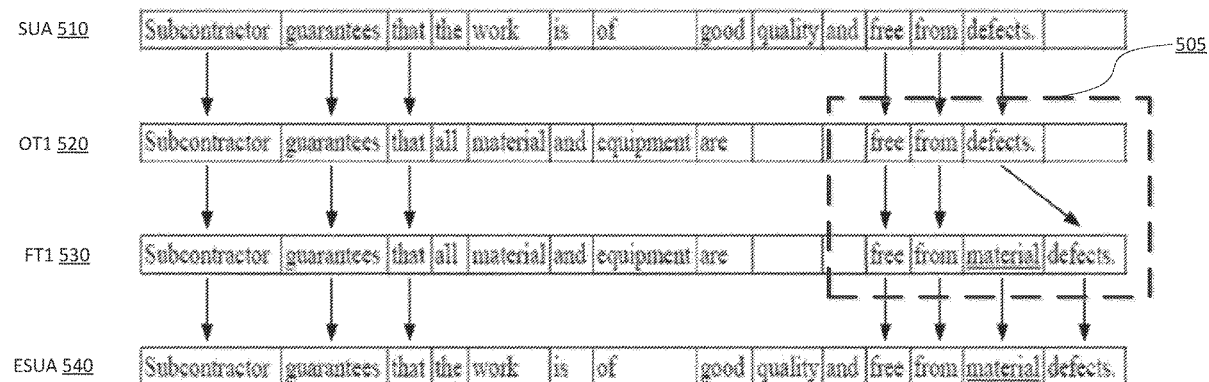 SUA 510 Subcontractor guarantees that the work is of good quality and free from defects.
505
OT1 520 Subcontractor guarantees that all material and equipment are free from defects.
FT1 530 Subcontractor guarantees that all material and equipment are free from material defects.
ESUA 540 Subcontractor guarantees that the work is of good quality and free from material defects.